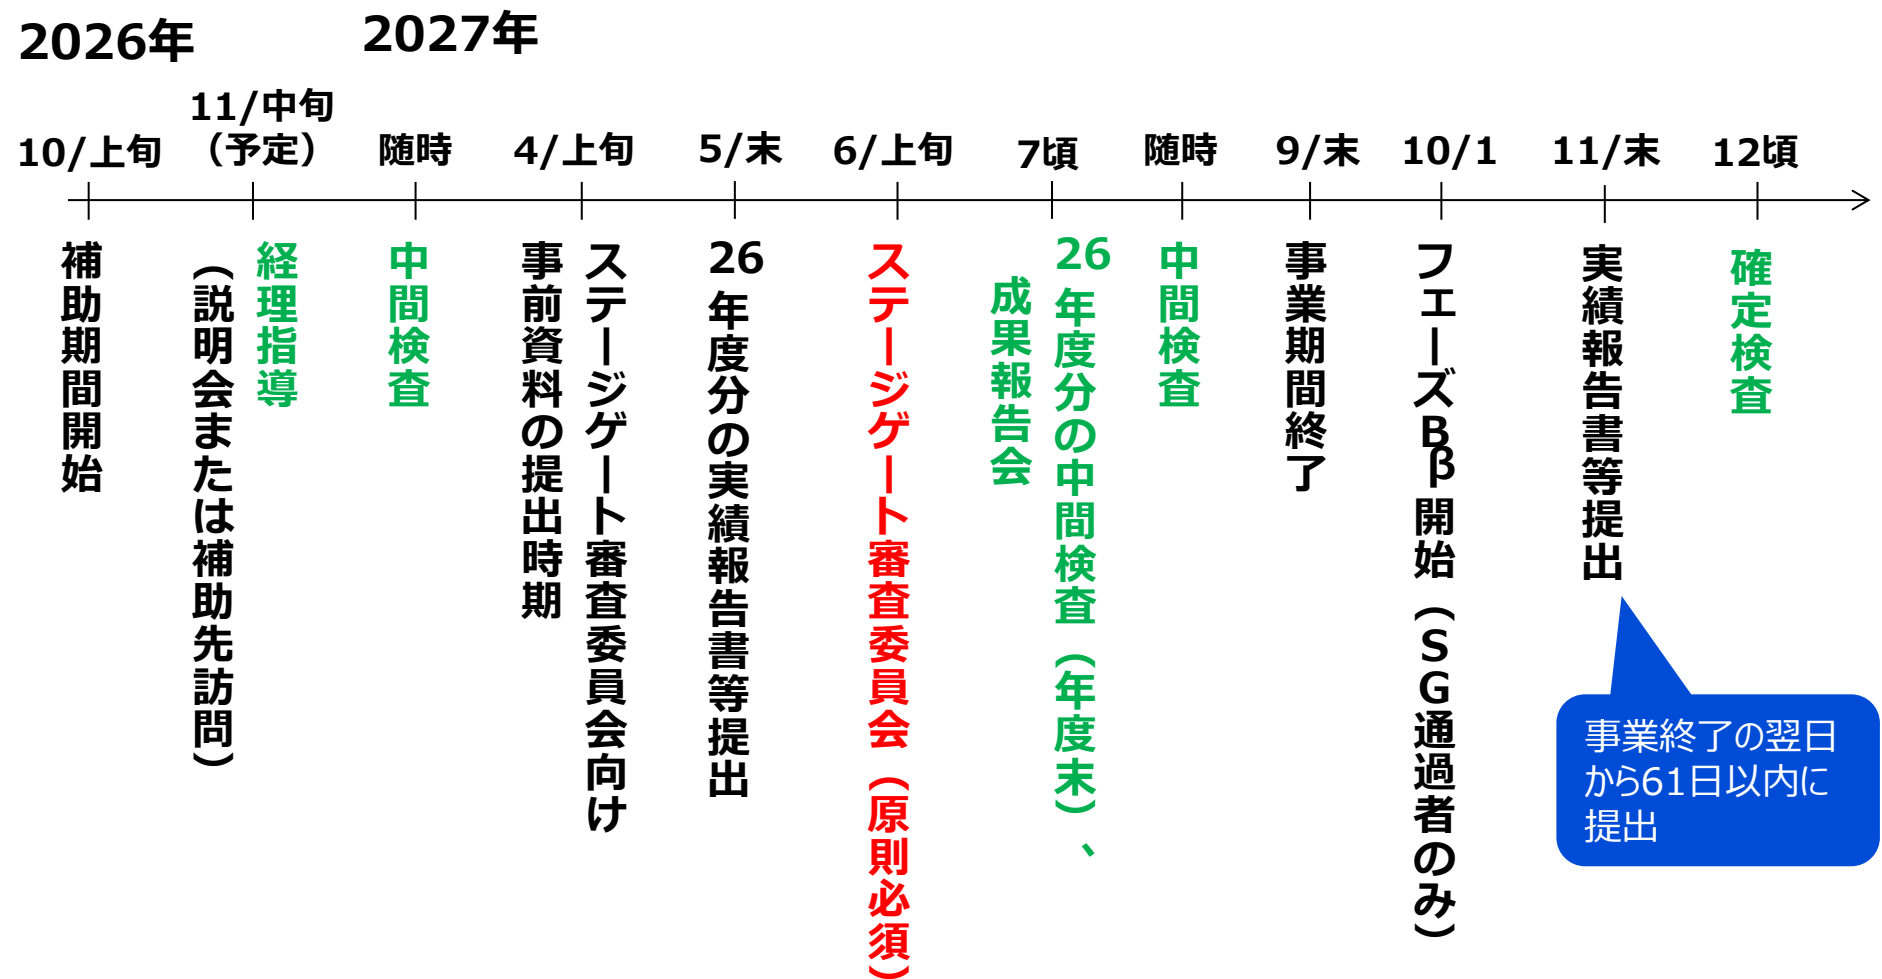 2026年
2027年
10/上旬
11/中旬
（予定）
随時
4/上旬
5/末
6/上旬
7頃
随時
9/末
10/1
11/末
12頃
補助期間開始
経理指導
（説明会または補助先訪問）
中間検査
ステージゲート審査委員会向け
事前資料の提出時期
26年度分の実績報告書等提出
ステージゲート審査委員会（原則必須）
26年度分の中間検査（年度末）、
成果報告会
中間検査
事業期間終了
フェーズBβ開始（SG通過者のみ）
実績報告書等提出
確定検査
事業終了の翌日
から61日以内に
提出